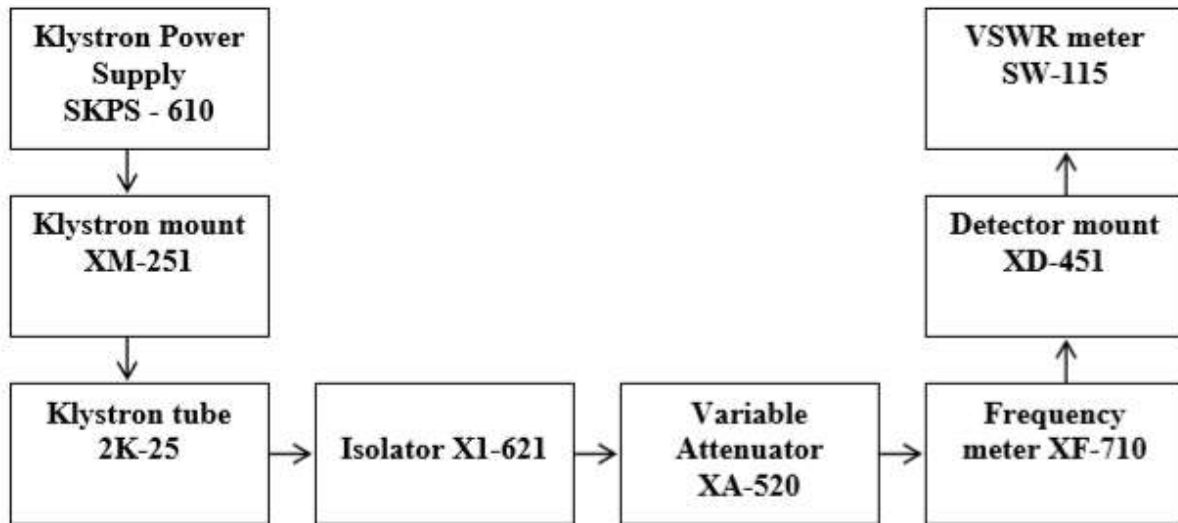 Klystron Power
Supply
SKPS - 610
Klystron mount
XM-251
Klystron tube
2K-25
Isolator X1-621
Variable
Attenuator
XA-520
Frequency
meter XF-710
Detector mount
XD-451
VSWR meter
SW-115